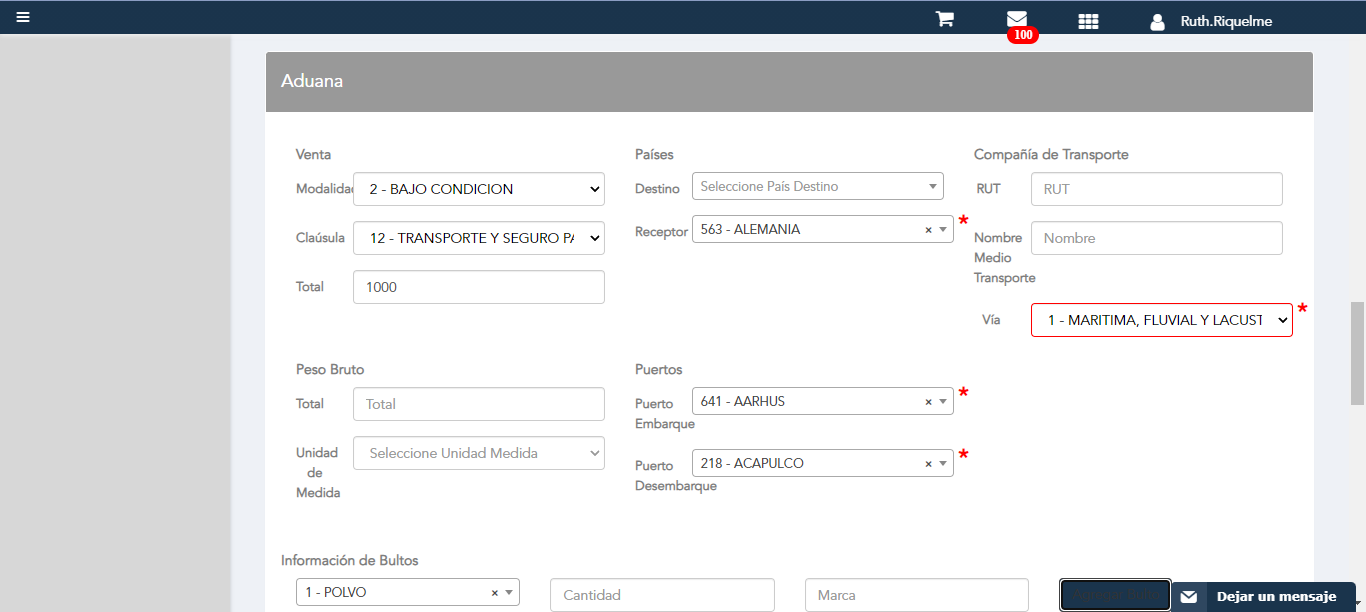 Ruth.Riquelme
100
Aduana
Venta
Países
Compañía de Transporte
Modalidad
2 - BAJO CONDICION
Destino
Seleccione País Destino
RUT
RUT
Claúsula
12 - TRANSPORTE Y SEGURO PA
Receptor
563 - ALEMANIA
×
*
Nombre
Medio
Transporte
Nombre
Total
1000
Vía
1 - MARITIMA, FLUVIAL Y LACUST
*
Peso Bruto
Puertos
Total
Total
Puerto
Embarque
641 - AARHUS
×
*
Unidad
de
Medida
Seleccione Unidad Medida
Puerto
Desembarque
218 - ACAPULCO
×
*
Información de Bultos
1 - POLVO
×
Cantidad
Marca
Dejar un mensaje